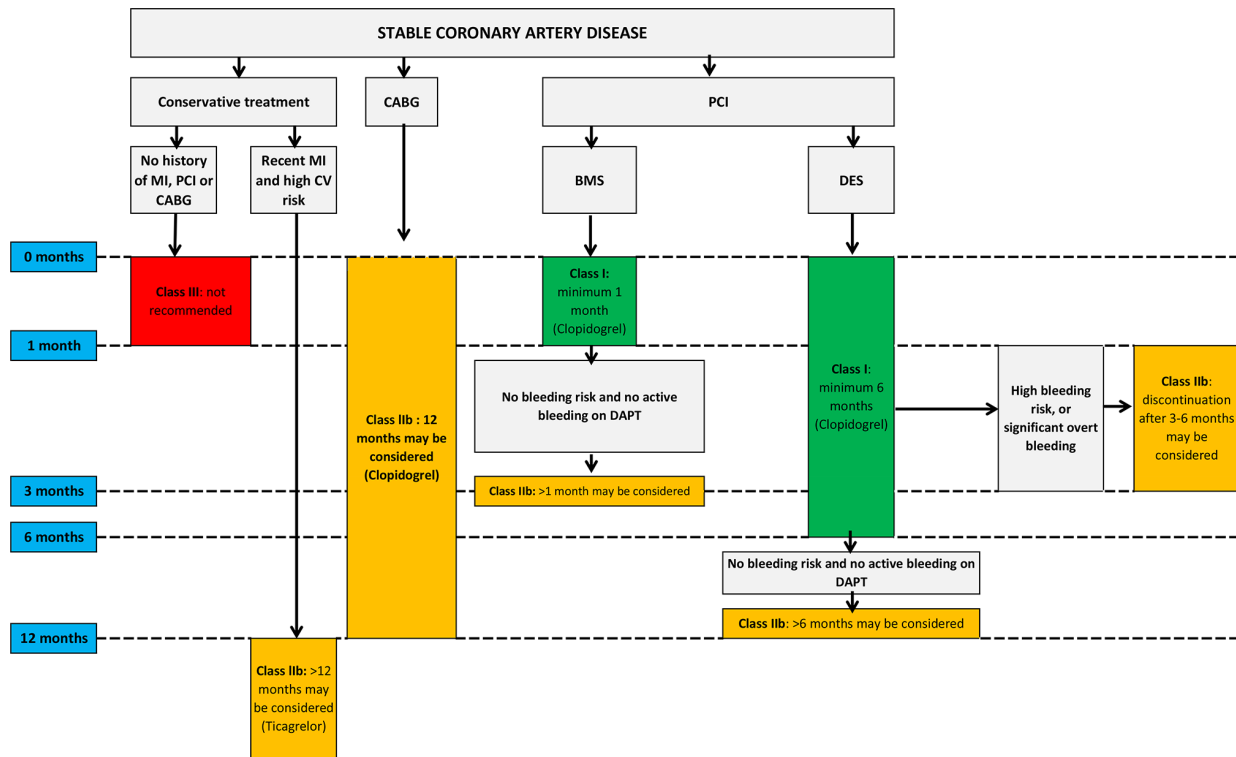 STABLE CORONARY ARTERY DISEASE
Conservative treatment
CABG
PCI
No history
of MI, PCI or
CABG
Recent MI
and high CV
risk
BMS
DES
0 months
Class III: not
recommended
Class I:
minimum 1
month
(Clopidogrel)
1 month
Class IIb : 12
months may be
considered
(Clopidogrel)
No bleeding risk and no active
bleeding on DAPT
Class I:
minimum 6
months
(Clopidogrel)
High bleeding
risk, or
significant overt
bleeding
Class IIb:
discontinuation
after 3-6 months
may be
considered
3 months
Class IIb: >1 month may be considered
6 months
No bleeding risk and no active bleeding on
DAPT
Class IIb: >6 months may be considered
12 months
Class IIb: >12
months may
be considered
(Ticagrelor)